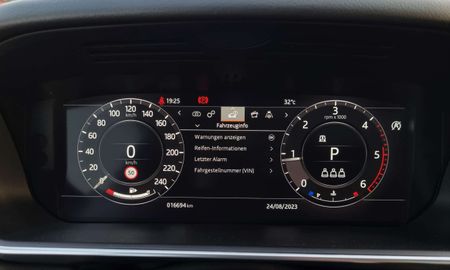 19:25
32°C
Fahrzeuginfo
Warnungen anzeigen
Reifen-Informationen
Letzter Alarm
Fahrgestellnummer (VIN)
0
20
40
60
80
100
120
140
160
180
200
220
240
km/h
0
km/h
50
1
2
3
4
5
6
rpm x 1000
P
016694 km
24/08/2023